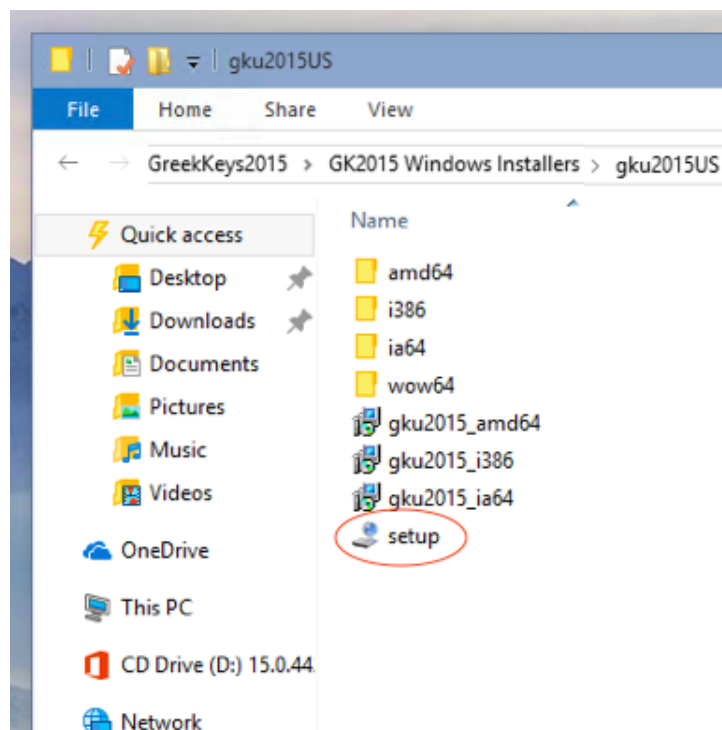 gku2015US
File Home Share View
GreekKeys2015 > GK2015 Windows Installers > gku2015US
Name
Quick access
Desktop
Downloads
Documents
Pictures
Music
Videos
OneDrive
This PC
CD Drive (D:) 15.0.44.
Network
amd64
i386
ia64
wow64
gku2015_amd64
gku2015_i386
gku2015_ia64
setup